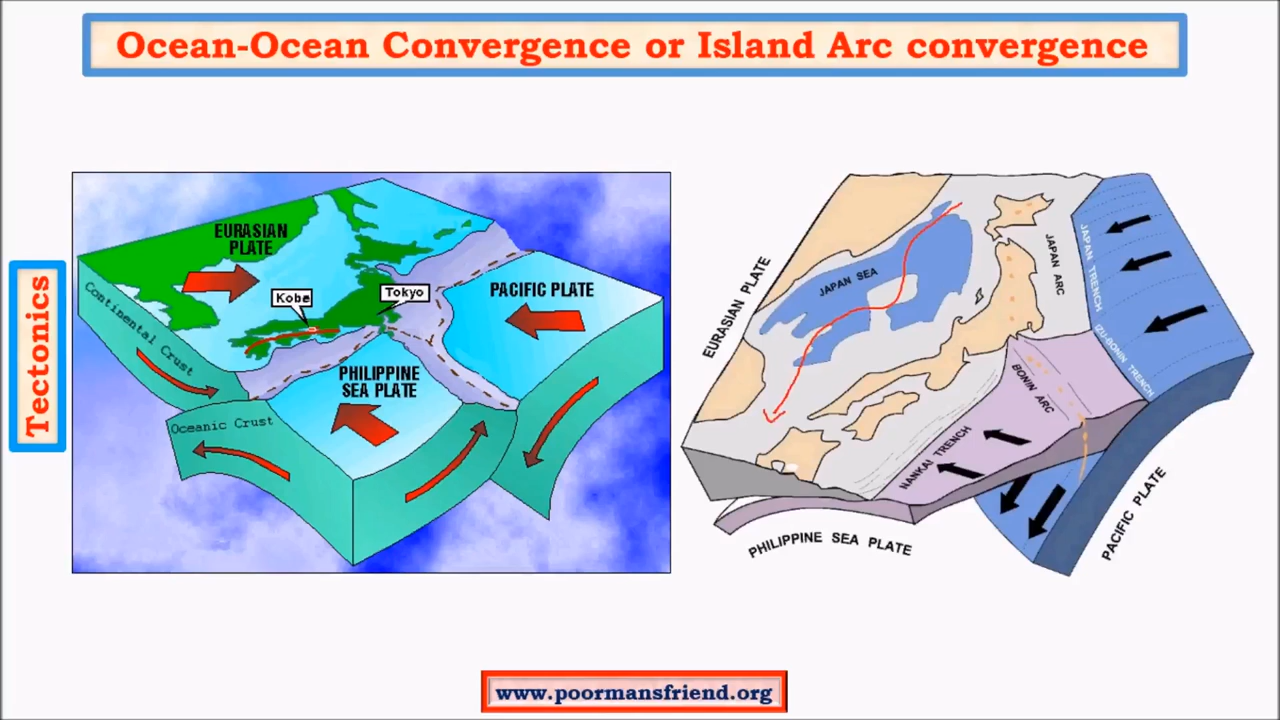 Ocean-Ocean Convergence or Island Arc convergence
Tectonics
EURASIAN
PLATE
Kobe
Tokyo
PACIFIC PLATE
Continental Crust
PHILIPPINE
SEA PLATE
Oceanic Crust
EURASIAN PLATE
JAPAN SEA
JAPAN ARC
JAPAN TRENCH
IZU-BONIN TRENCH
BONIN ARC
NANKAI TRENCH
PHILIPPINE SEA PLATE
PACIFIC PLATE
www.poormansfriend.org